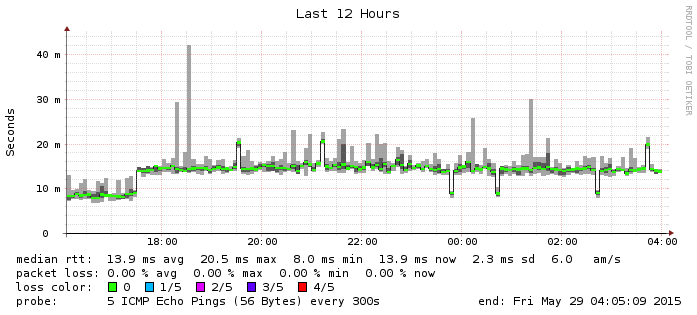 Last 12 Hours
RRDTOOL / TOBI OETIKER
Seconds
40 m
30 m
20 m
10 m
0
18:00 20:00 22:00 00:00 02:00 04:00
median rtt: 13.9 ms avg 20.5 ms max 8.0 ms min 13.9 ms now 2.3 ms sd 6.0 am/s
packet loss: 0.00 % avg 0.00 % max 0.00 % min 0.00 % now
loss color: 0 1/5 2/5 3/5 4/5
probe: 5 ICMP Echo Pings (56 Bytes) every 300s end: Fri May 29 04:05:09 2015